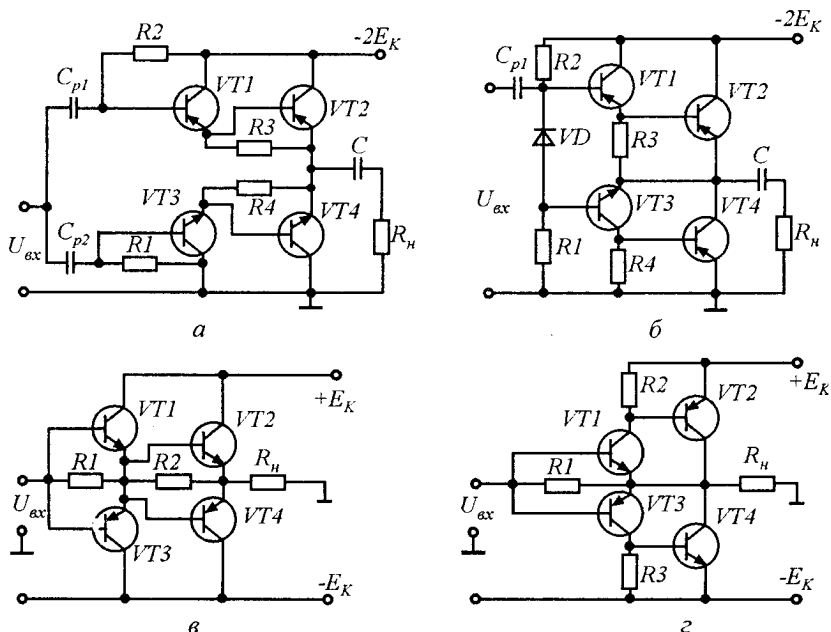 R2
-2E_K
VT1
VT2
C_p1
R3
C
VT3
R4
VT4
R_н
U_вх
C_p2
R1
а
-2E_K
C_p1
R2
VT1
VT2
VD
R3
C
VT3
VT4
U_вх
R1
R4
R_н
б
+E_K
VT1
VT2
R1
R2
R_н
U_вх
VT3
VT4
-E_K
в
+E_K
R2
VT2
VT1
R1
R_н
U_вх
VT3
VT4
R3
-E_K
г